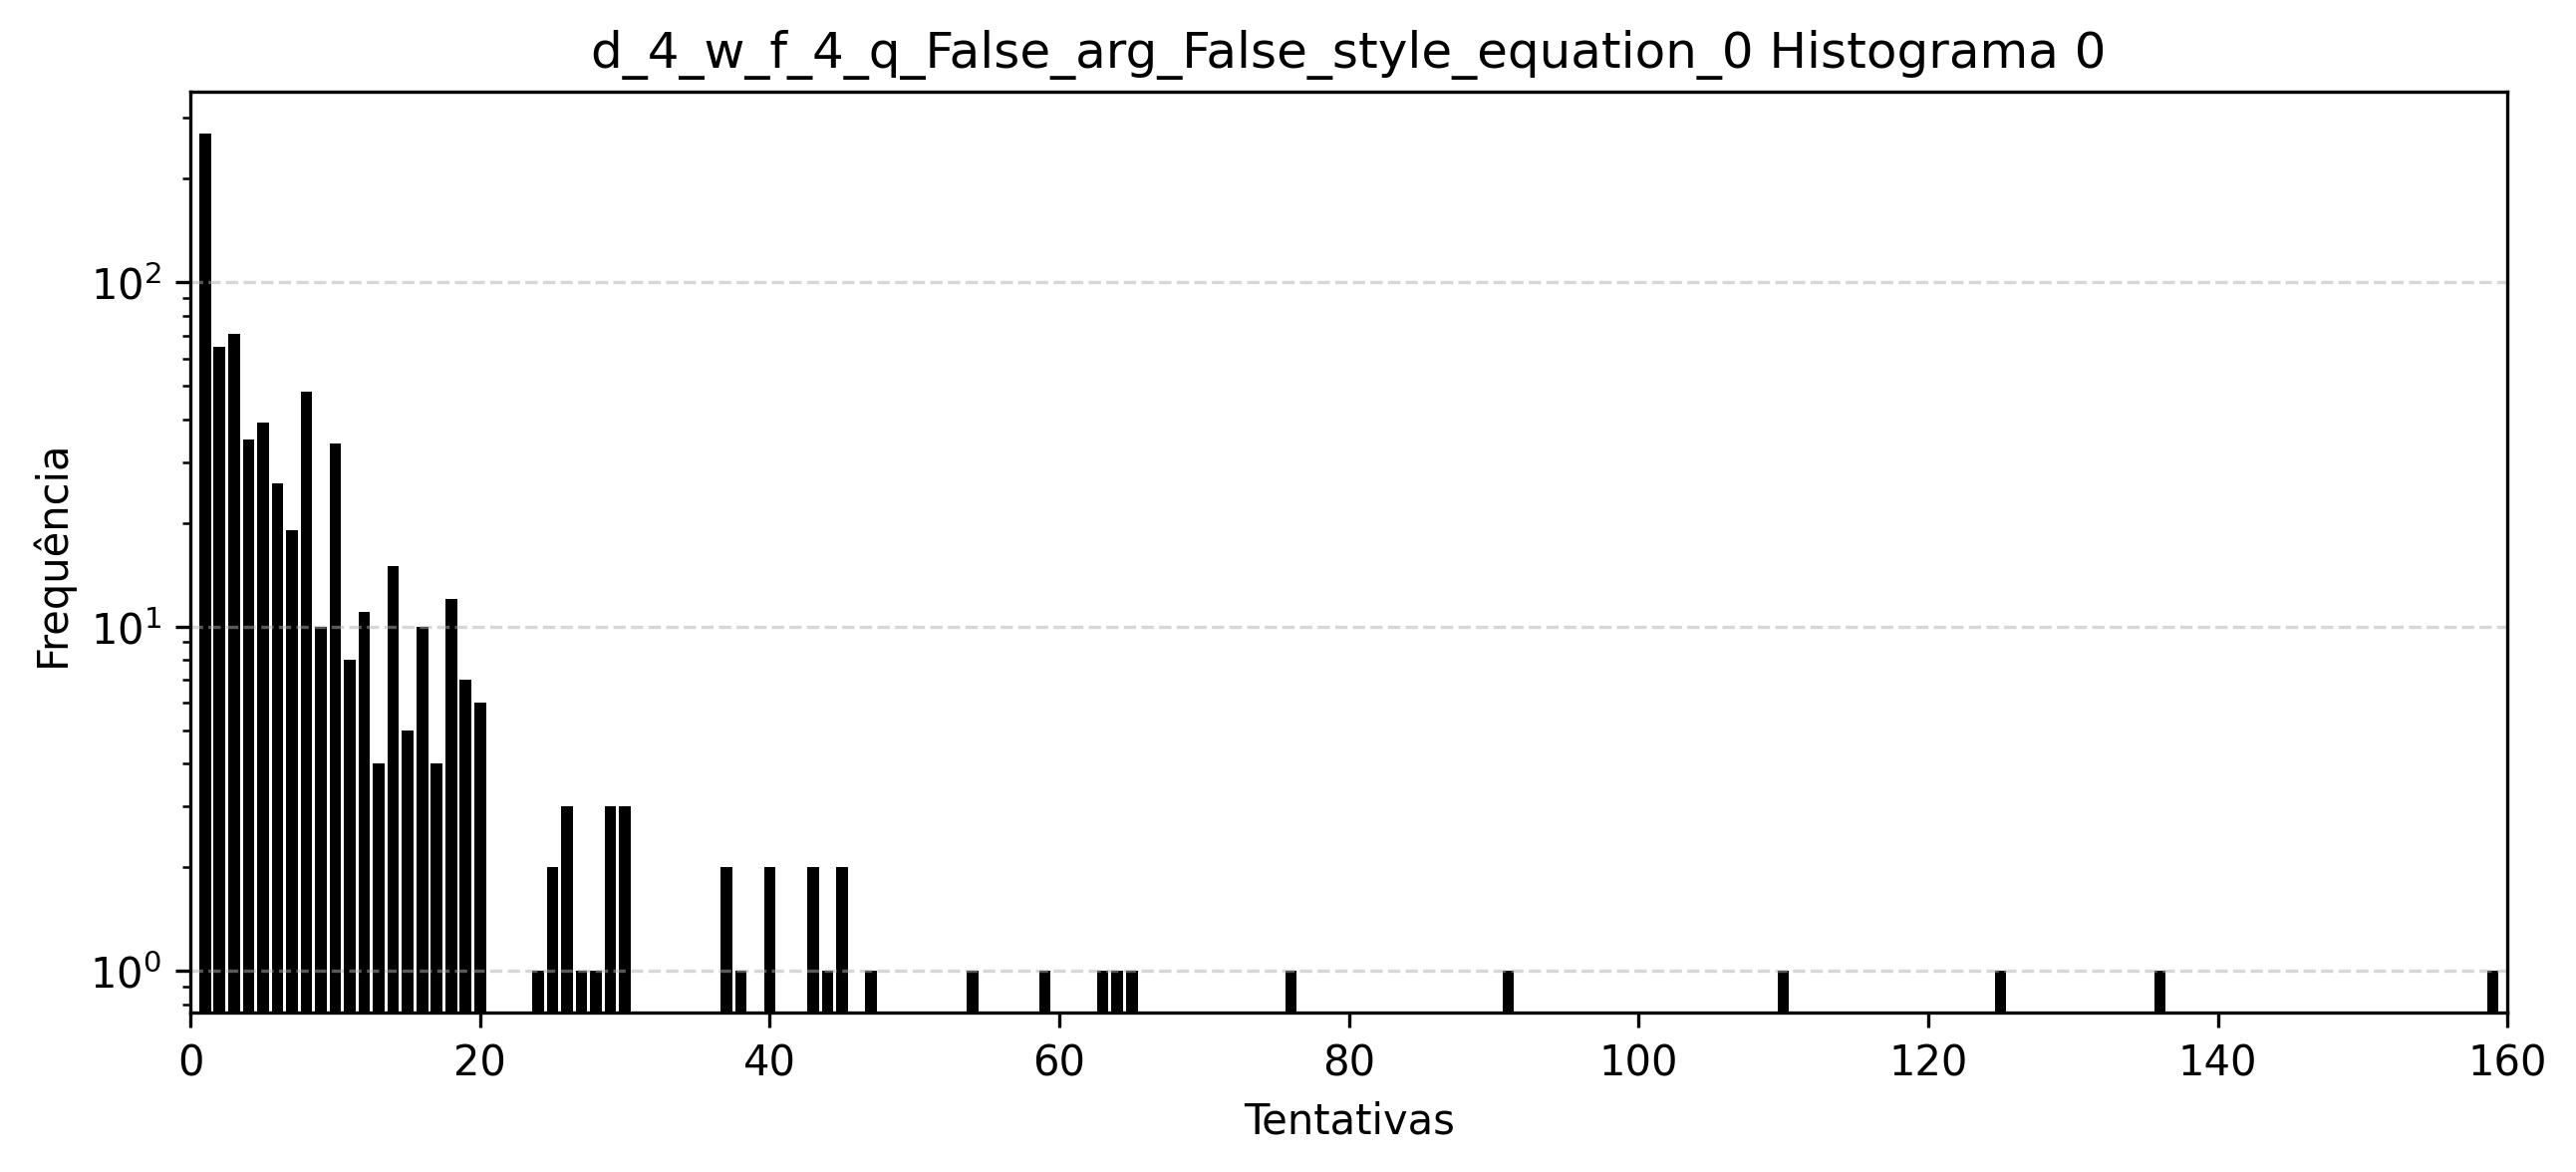 d_4_w_f_4_q_False_arg_False_style_equation_0 Histograma 0
Frequência
10²
10¹
10⁰
0 20 40 60 80 100 120 140 160
Tentativas